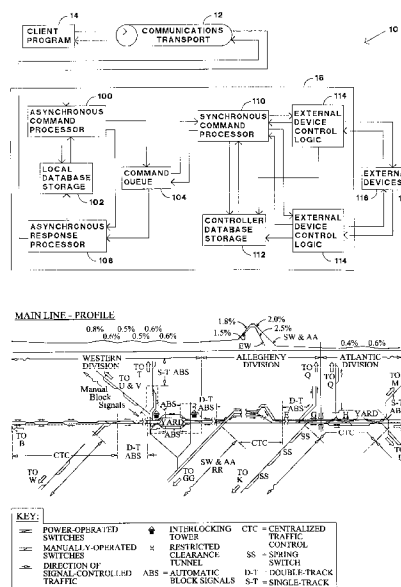 14
12
10
CLIENT
PROGRAM
COMMUNICATIONS
TRANSPORT
16
100
ASYNCHRONOUS
COMMAND
PROCESSOR
110
SYNCHRONOUS
COMMAND
PROCESSOR
114
EXTERNAL
DEVICE
CONTROL
LOGIC
LOCAL
DATABASE
STORAGE
102
COMMAND
QUEUE
104
EXTERNAL
DEVICES
116
ASYNCHRONOUS
RESPONSE
PROCESSOR
106
CONTROLLER
DATABASE
STORAGE
112
EXTERNAL
DEVICE
CONTROL
LOGIC
114
MAIN LINE - PROFILE
0.8% 0.5% 0.6%
0.6% 0.5% 0.6%
1.8% 2.0%
1.5% 2.5%
EW
SW & AA
0.4% 0.6%
WESTERN
DIVISION
ALLEGHENY
DIVISION
ATLANTIC
DIVISION
TO
U & V
S-T ABS
TO
Q
TO
Q
TO
M
Manual
Block
Signals
ABS
D-T
ABS
D-T
ABS
YARD
YARD
ABS
TO
B
CTC
D-T
ABS
TO
W
TO
GG
SW & AA
RR
CTC
TO
K
SS
SS
CTC
KEY:
POWER-OPERATED
SWITCHES
MANUALLY-OPERATED
SWITCHES
DIRECTION OF
SIGNAL-CONTROLLED
TRAFFIC
INTERLOCKING
TOWER
RESTRICTED
CLEARANCE
TUNNEL
ABS = AUTOMATIC
BLOCK SIGNALS
CTC = CENTRALIZED
TRAFFIC
CONTROL
SS = SPRING
SWITCH
D-T = DOUBLE-TRACK
S-T = SINGLE-TRACK